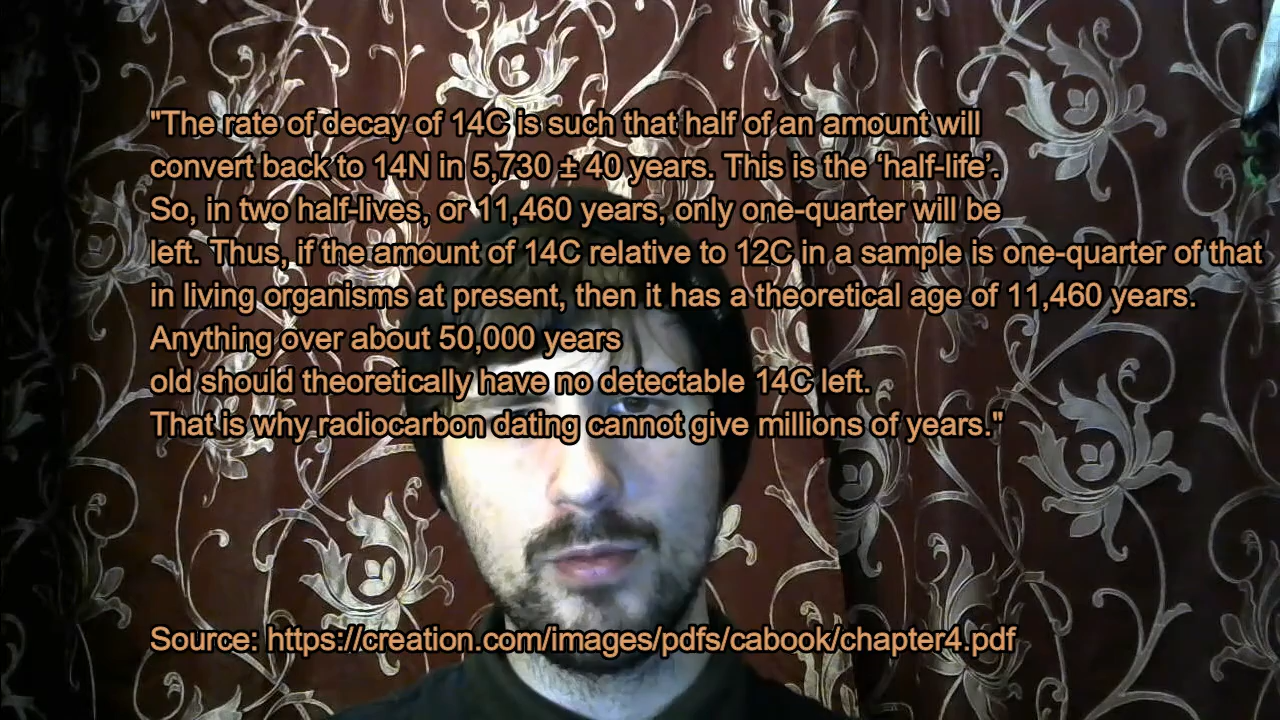 "The rate of decay of 14C is such that half of an amount will
convert back to 14N in 5,730 ± 40 years. This is the ‘half-life’.
So, in two half-lives, or 11,460 years, only one-quarter will be
left. Thus, if the amount of 14C relative to 12C in a sample is one-quarter of that
in living organisms at present, then it has a theoretical age of 11,460 years.
Anything over about 50,000 years
old should theoretically have no detectable 14C left.
That is why radiocarbon dating cannot give millions of years."
Source: https://creation.com/images/pdfs/cabook/chapter4.pdf